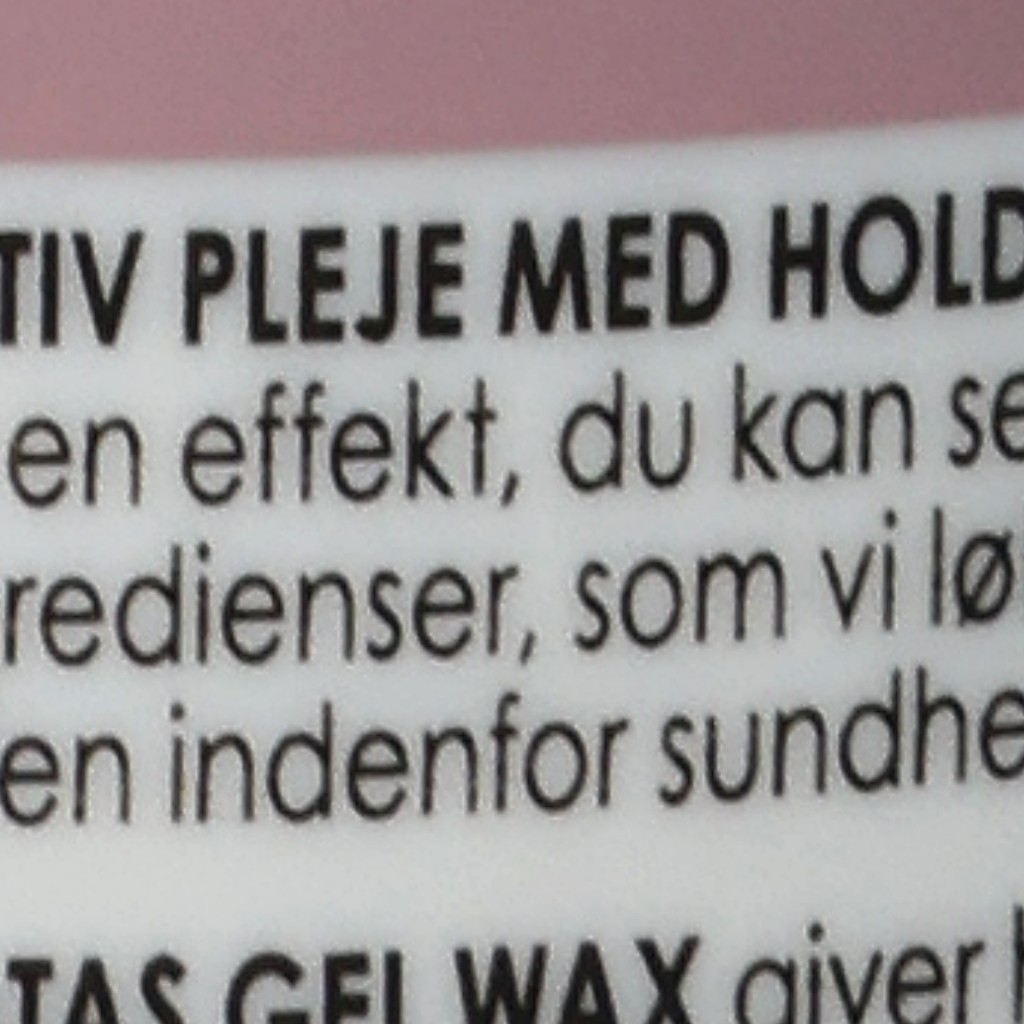 TIV PLEJE MED HOLD
en effekt, du kan se
redienser, som vi lø
en indenfor sundhe
TAS GEL WAX giver h